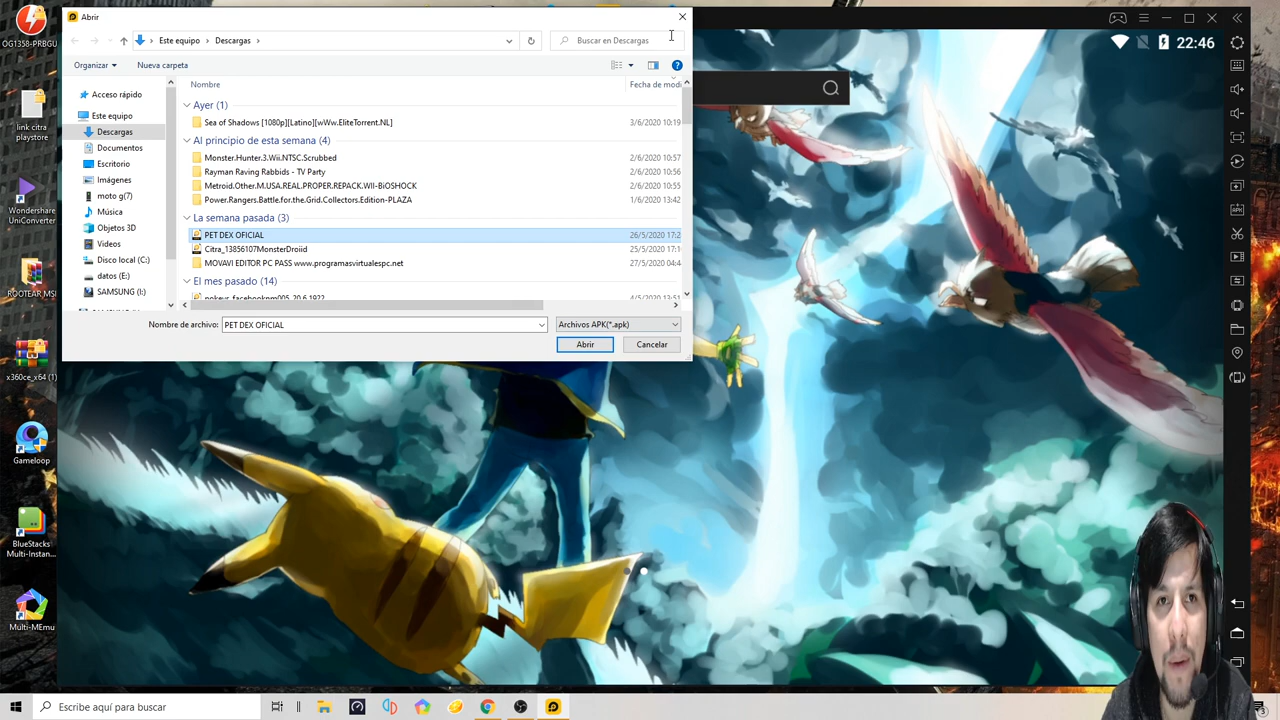 Abrir
Este equipo
Descargas
Buscar en Descargas
Organizar
Nueva carpeta
Nombre
Fecha de modi
Acceso rápido
Este equipo
Descargas
Documentos
Escritorio
Imágenes
moto g(7)
Música
Objetos 3D
Videos
Disco local (C:)
datos (E:)
SAMSUNG (I:)
Ayer (1)
Sea of Shadows [1080p][Latino][wWw.EliteTorrent.NL]
3/6/2020 10:19
Al principio de esta semana (4)
Monster.Hunter.3.Wii.NTSC.Scrubbed
2/6/2020 10:57
Rayman Raving Rabbids - TV Party
2/6/2020 10:56
Metroid.Other.M.USA.REAL.PROPER.REPACK.WII-BiOSHOCK
2/6/2020 10:55
Power.Rangers.Battle.for.the.Grid.Collectors.Edition-PLAZA
1/6/2020 13:42
La semana pasada (3)
PET DEX OFICIAL
26/5/2020 17:2
Citra_13856107MonsterDroiid
25/5/2020 17:1
MOVAVI EDITOR PC PASS www.programasvirtualespc.net
27/5/2020 04:4
El mes pasado (14)
Nombre de archivo:
PET DEX OFICIAL
Archivos APK(*.apk)
Abrir
Cancelar
22:46
APK
OG1358-PRBGU
link citra
playstore
Wondershare
UniConverter
ROOTEAR MS
x360ce_x64 (1)
Gameloop
BlueStacks
Multi-Instan...
Multi-MEmu
Escribe aquí para buscar
3